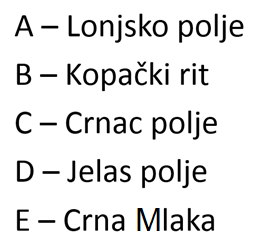 A – Lonjsko polje
B – Kopački rit
C – Crnac polje
D – Jelas polje
E – Crna Mlaka